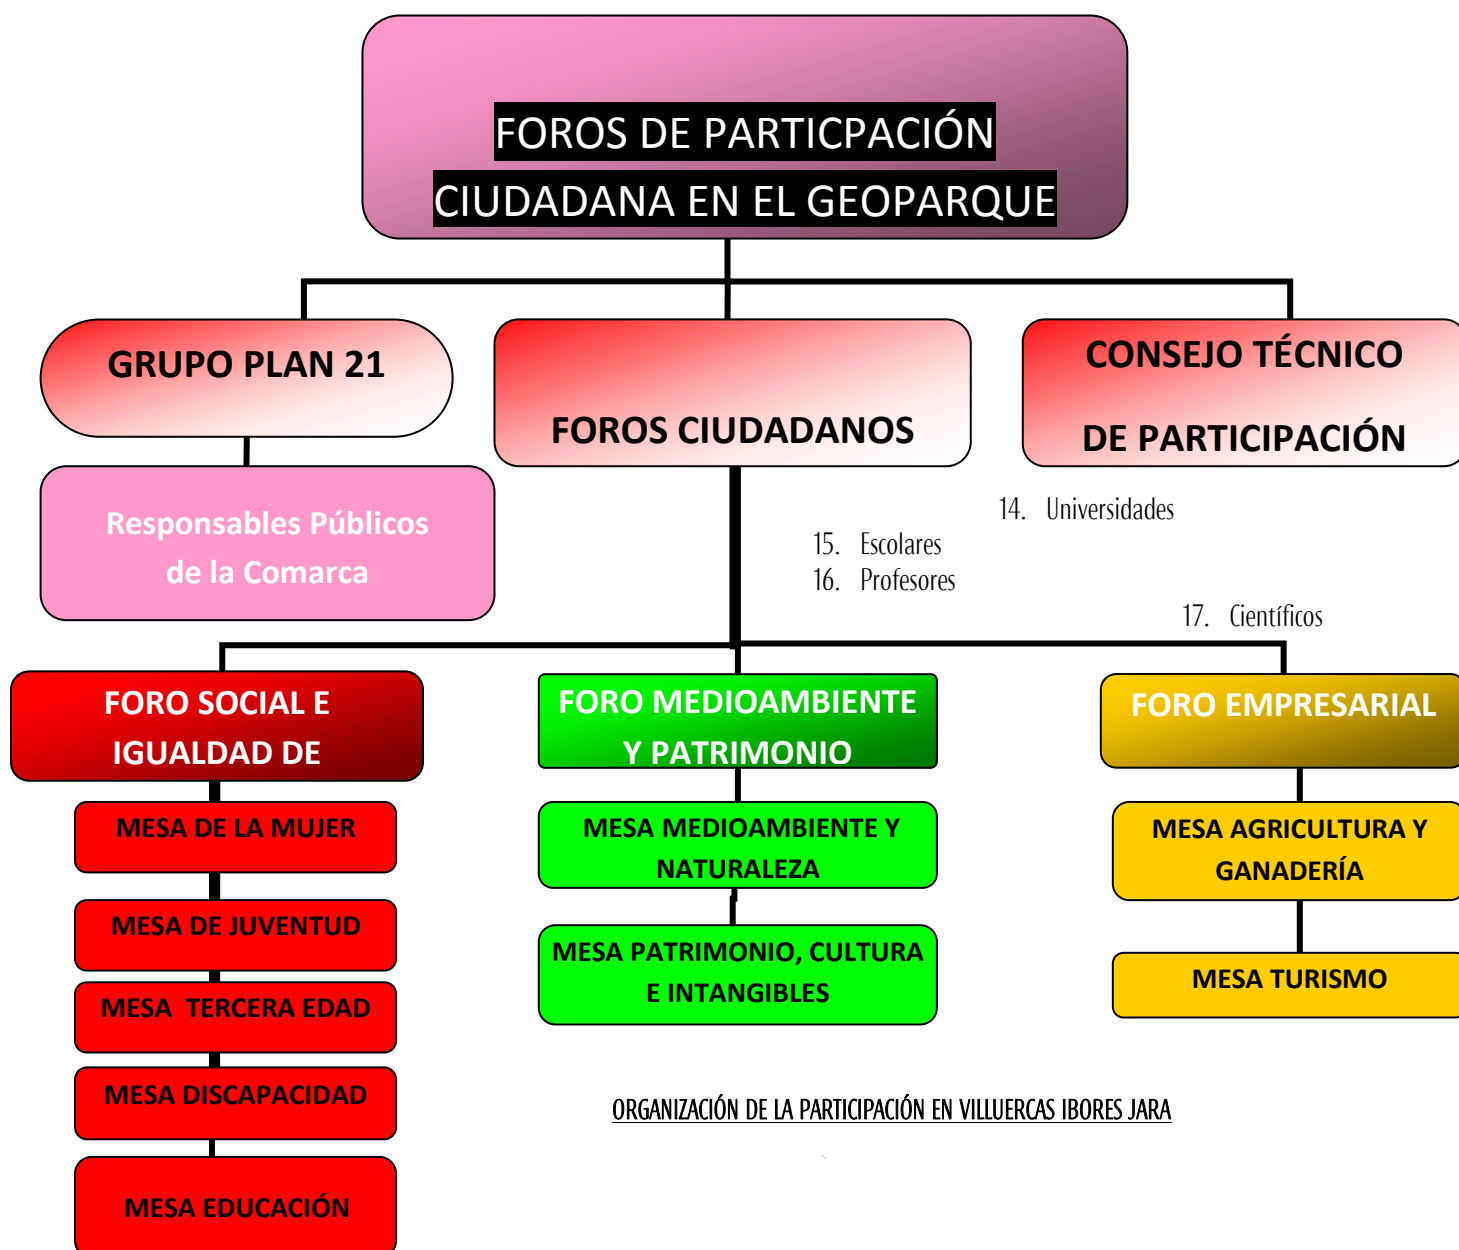 FOROS DE PARTICPACIÓN
CIUDADANA EN EL GEOPARQUE
GRUPO PLAN 21
FOROS CIUDADANOS
CONSEJO TÉCNICO
DE PARTICIPACIÓN
Responsables Públicos
de la Comarca
14. Universidades
15. Escolares
16. Profesores
17. Científicos
FORO SOCIAL E
IGUALDAD DE
MESA DE LA MUJER
MESA DE JUVENTUD
MESA TERCERA EDAD
MESA DISCAPACIDAD
MESA EDUCACIÓN
FORO MEDIOAMBIENTE
Y PATRIMONIO
MESA MEDIOAMBIENTE Y
NATURALEZA
MESA PATRIMONIO, CULTURA
E INTANGIBLES
FORO EMPRESARIAL
MESA AGRICULTURA Y
GANADERÍA
MESA TURISMO
ORGANIZACIÓN DE LA PARTICIPACIÓN EN VILLUERCAS IBORES JARA